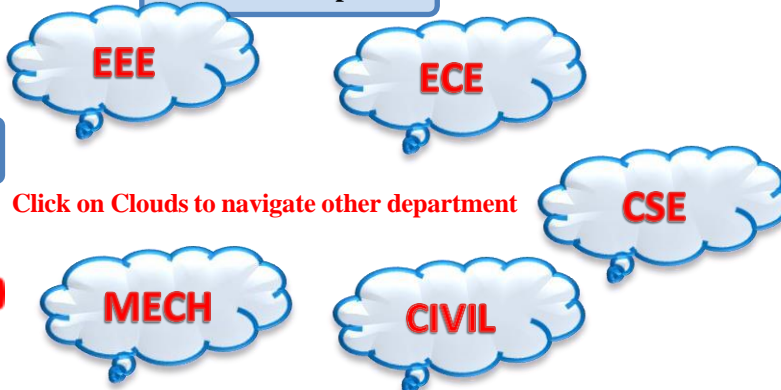 EEE
ECE
Click on Clouds to navigate other department
CSE
MECH
CIVIL